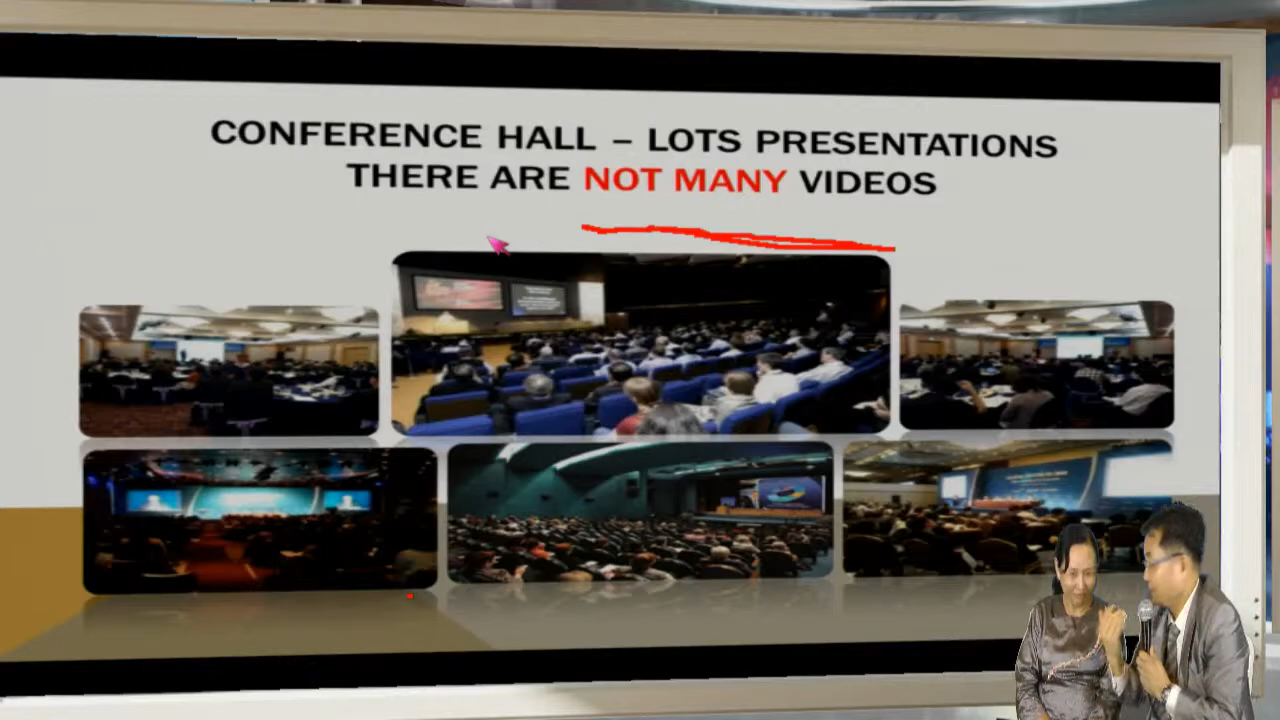 CONFERENCE HALL – LOTS PRESENTATIONS
THERE ARE NOT MANY VIDEOS